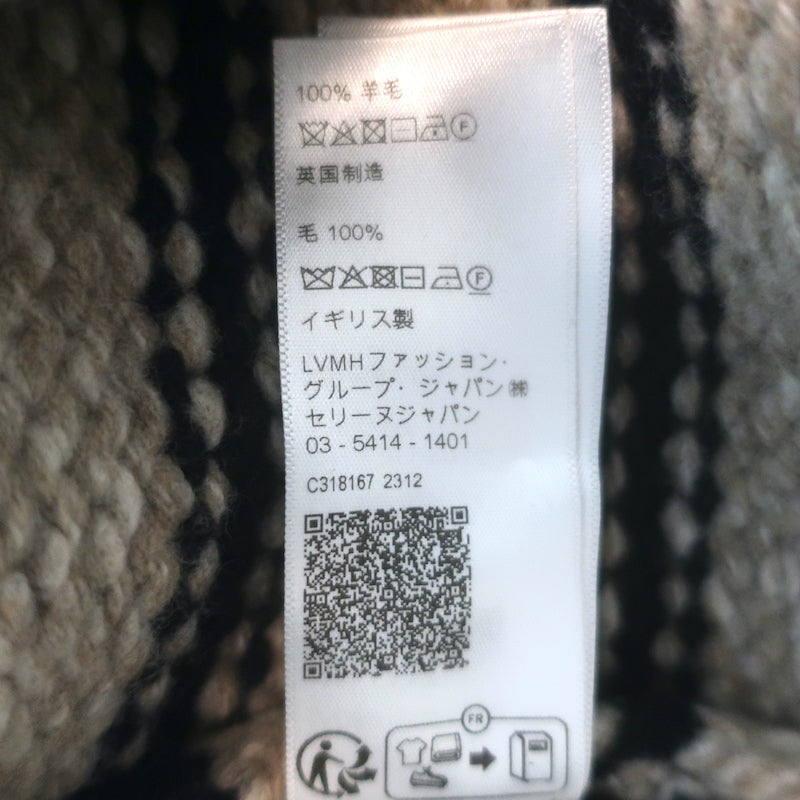 100% 羊毛
英国制造
毛 100%
イギリス製
LVMHファッション・
グループ・ジャパン㈱
セリーヌジャパン
03 - 5414 - 1401
C318167 2312
FR